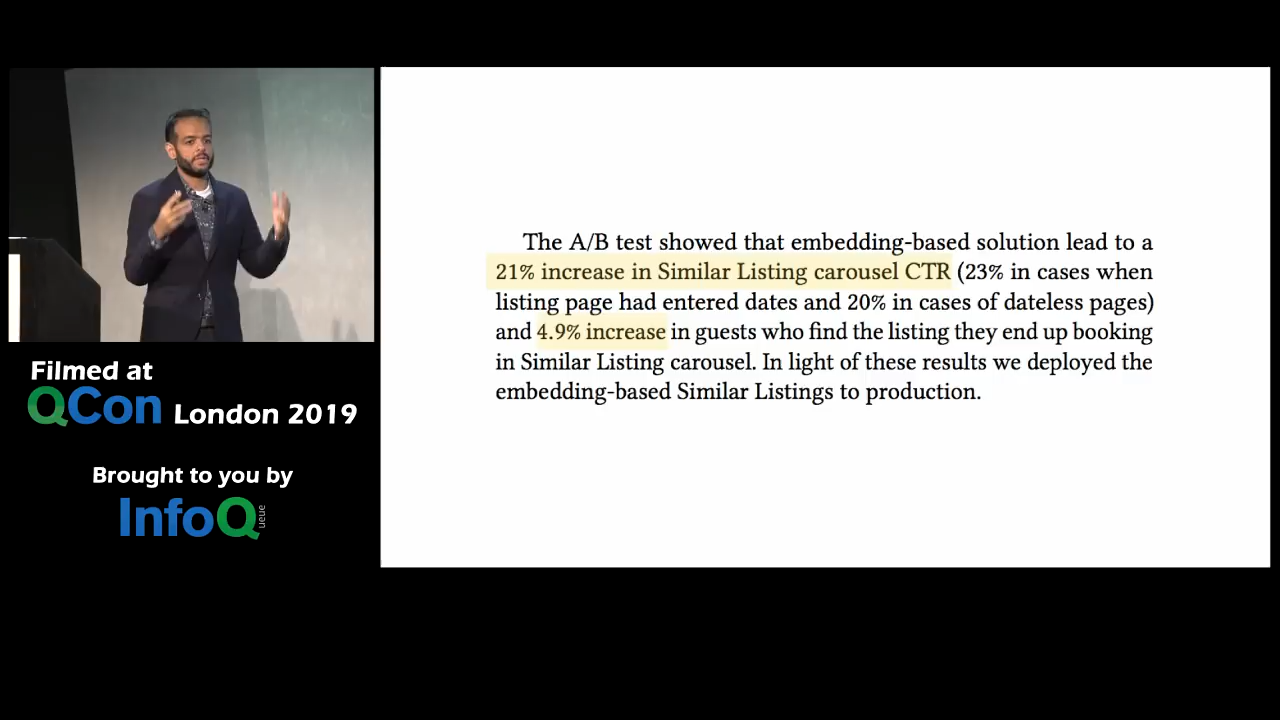 Filmed at
QCon London 2019
Brought to you by
InfoQ
ueue
The A/B test showed that embedding-based solution lead to a
21% increase in Similar Listing carousel CTR (23% in cases when
listing page had entered dates and 20% in cases of dateless pages)
and 4.9% increase in guests who find the listing they end up booking
in Similar Listing carousel. In light of these results we deployed the
embedding-based Similar Listings to production.